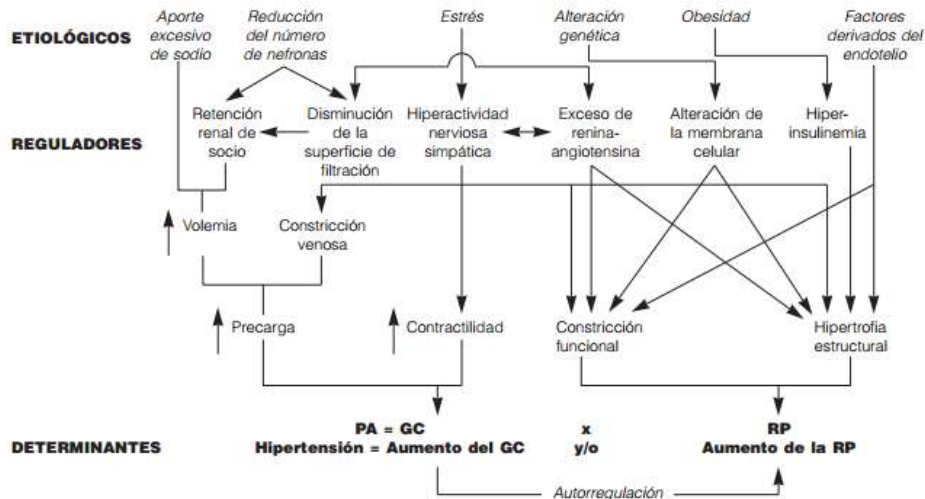 ETIOLÓGICOS
Aporte
excesivo
de sodio
Reducción
del número
de nefronas
Estrés
Alteración
genética
Obesidad
Factores
derivados del
endotelio
REGULADORES
Retención
renal de
socio
Disminución
de la
superficie de
filtración
Hiperactividad
nerviosa
simpática
Exceso de
renina-
angiotensina
Alteración de
la membrana
celular
Hiper-
insulinemia
Volemia
Constricción
venosa
Precarga
Contractilidad
Constricción
funcional
Hipertrofia
estructural
DETERMINANTES
PA = GC x RP
Hipertensión = Aumento del GC y/o Aumento de la RP
Autorregulación